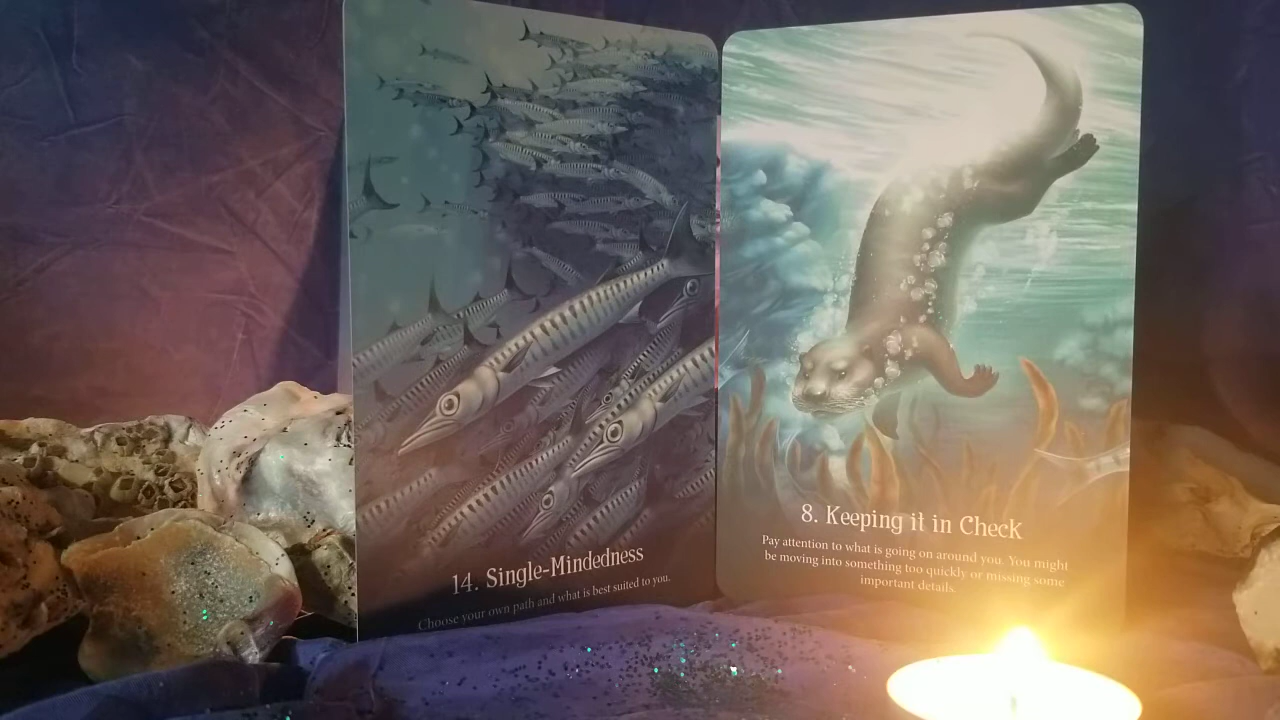 14. Single-Mindedness
Choose your own path and what is best suited to you.
8. Keeping it in Check
Pay attention to what is going on around you. You might
be moving into something too quickly or missing some
important details.